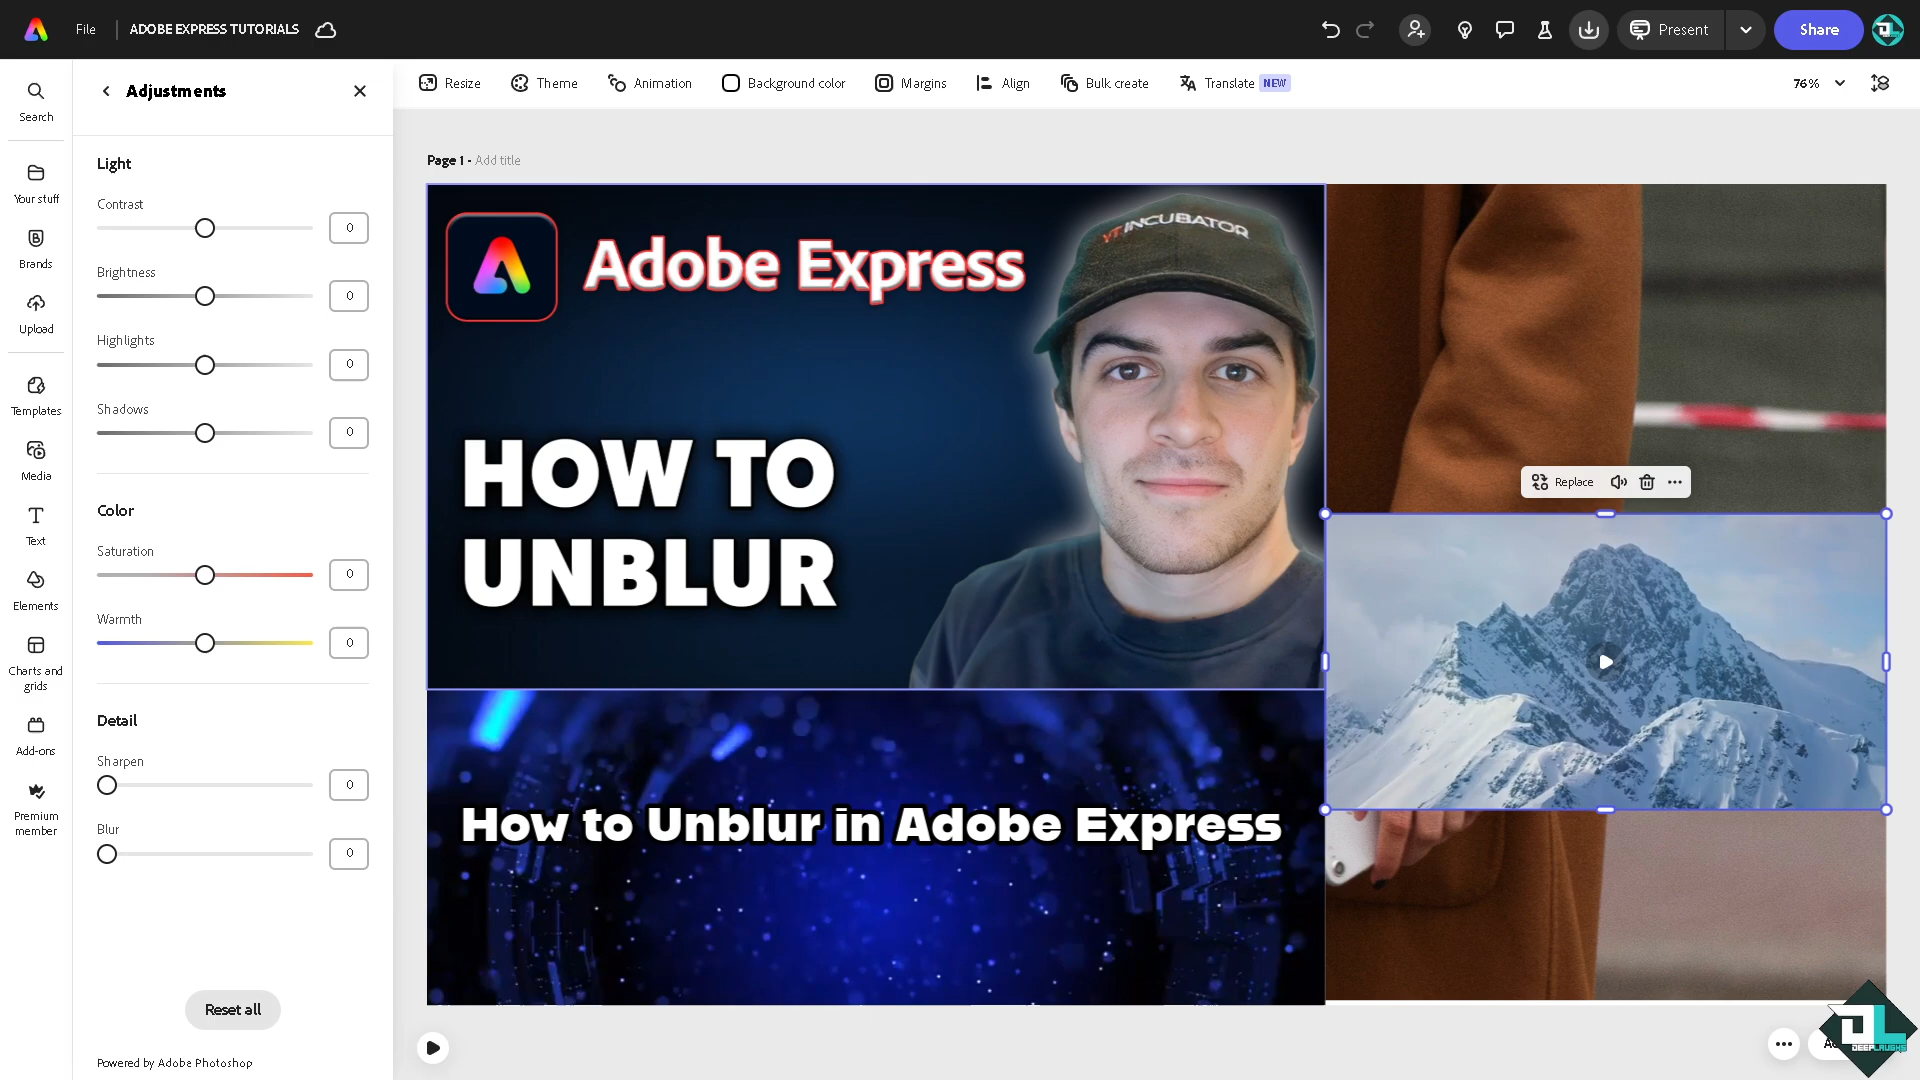 File
ADOBE EXPRESS TUTORIALS
Present
Share
Search
Your stuff
Brands
Upload
Templates
Media
Text
Elements
Charts and
grids
Add-ons
Premium
member
Adjustments
Light
Contrast
0
Brightness
0
Highlights
0
Shadows
0
Color
Saturation
0
Warmth
0
Detail
Sharpen
0
Blur
0
Reset all
Powered by Adobe Photoshop
Resize
Theme
Animation
Background color
Margins
Align
Bulk create
Translate NEW
76%
Page 1 - Add title
Adobe Express
YT INCUBATOR
HOW TO
UNBLUR
How to Unblur in Adobe Express
Replace
DL
DEEPLAUGHS